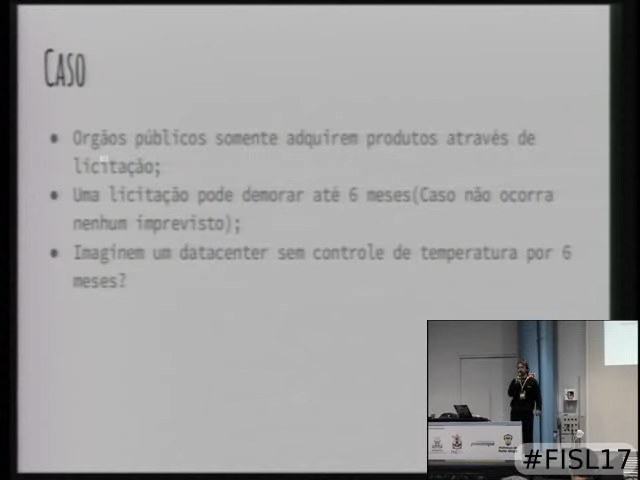 CASO
• Orgãos públicos somente adquirem produtos através de
licitação;
• Uma licitação pode demorar até 6 meses(Caso não ocorra
nenhum imprevisto);
• Imaginem um datacenter sem controle de temperatura por 6
meses?
#FISL17